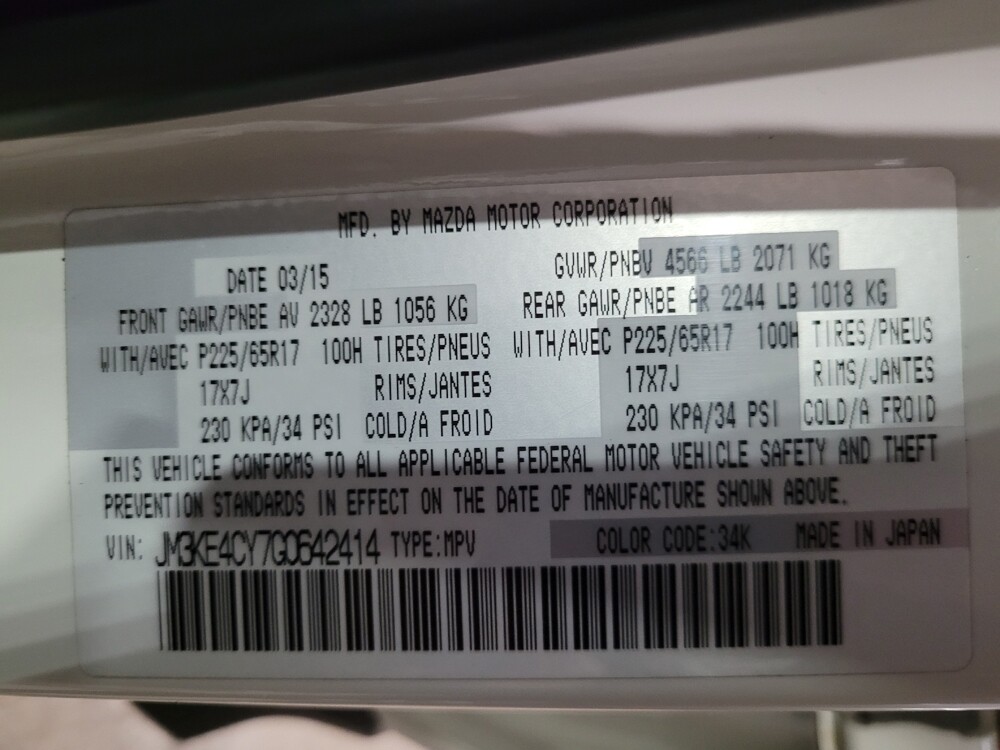 MFD. BY MAZDA MOTOR CORPORATION
DATE 03/15 GVWR/PNBV 4566 LB 2071 KG
FRONT GAWR/PNBE AV 2328 LB 1056 KG REAR GAWR/PNBE AR 2244 LB 1018 KG
WITH/AVEC P225/65R17 100H TIRES/PNEUS WITH/AVEC P225/65R17 100H TIRES/PNEUS
17X7J RIMS/JANTES 17X7J RIMS/JANTES
230 KPA/34 PSI COLD/A FROID 230 KPA/34 PSI COLD/A FROID
THIS VEHICLE CONFORMS TO ALL APPLICABLE FEDERAL MOTOR VEHICLE SAFETY AND THEFT
PREVENTION STANDARDS IN EFFECT ON THE DATE OF MANUFACTURE SHOWN ABOVE.
VIN: JM3KE4CY7G0642414 TYPE:MPV COLOR CODE:34K MADE IN JAPAN